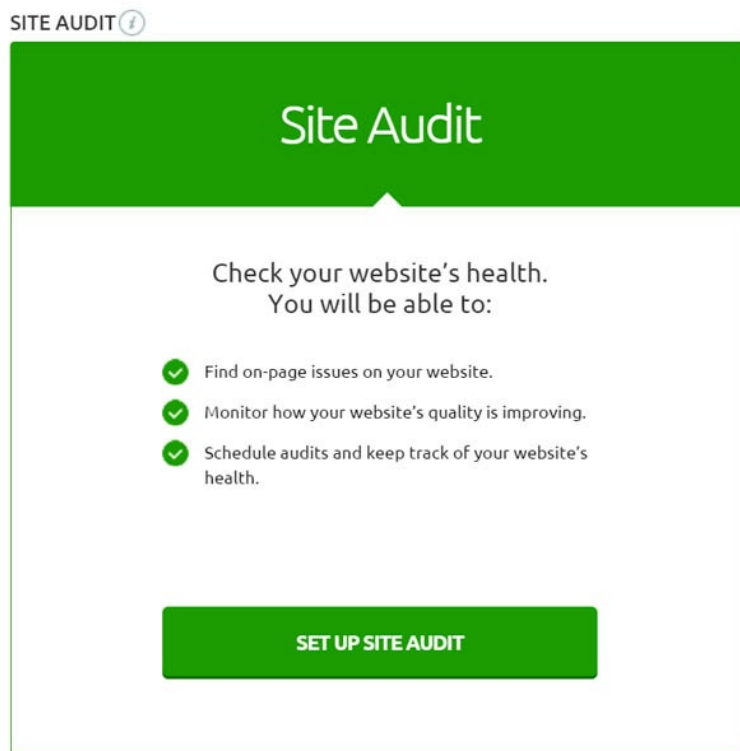 SITE AUDIT i
Site Audit
Check your website’s health.
You will be able to:
Find on-page issues on your website.
Monitor how your website’s quality is improving.
Schedule audits and keep track of your website’s
health.
SET UP SITE AUDIT